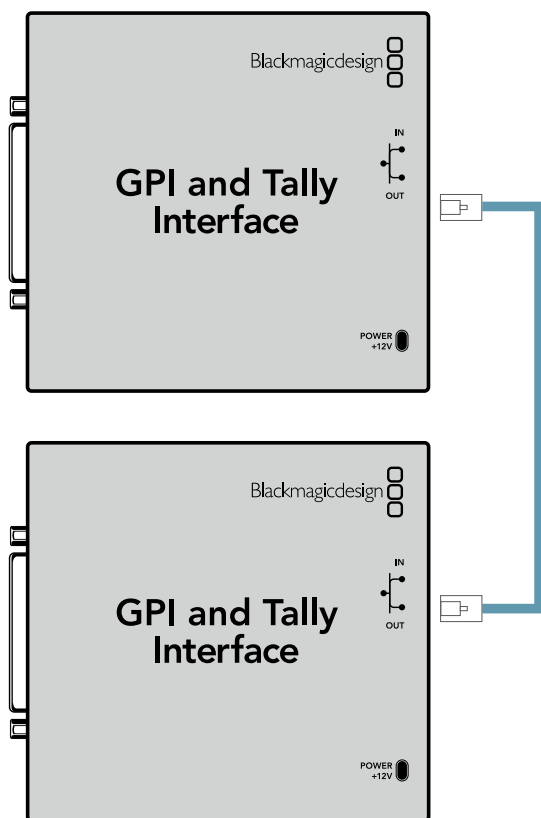 Blackmagicdesign
IN
GPI and Tally
Interface
OUT
POWER
+12V
Blackmagicdesign
IN
GPI and Tally
Interface
OUT
POWER
+12V